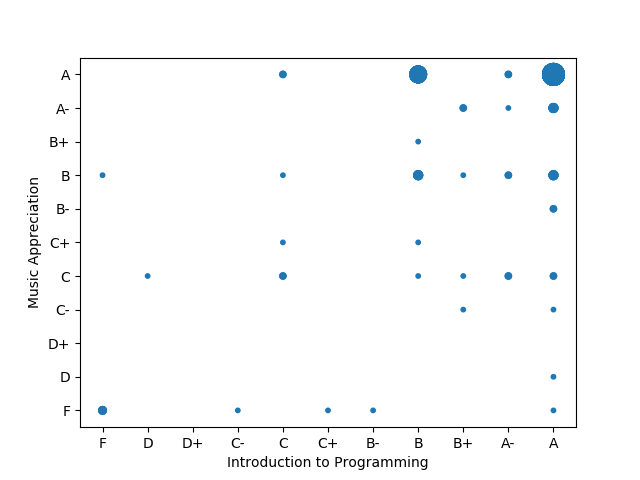 A
A-
B+
B
B-
C+
C
C-
D+
D
F
Music Appreciation
F D D+ C- C C+ B- B B+ A- A
Introduction to Programming